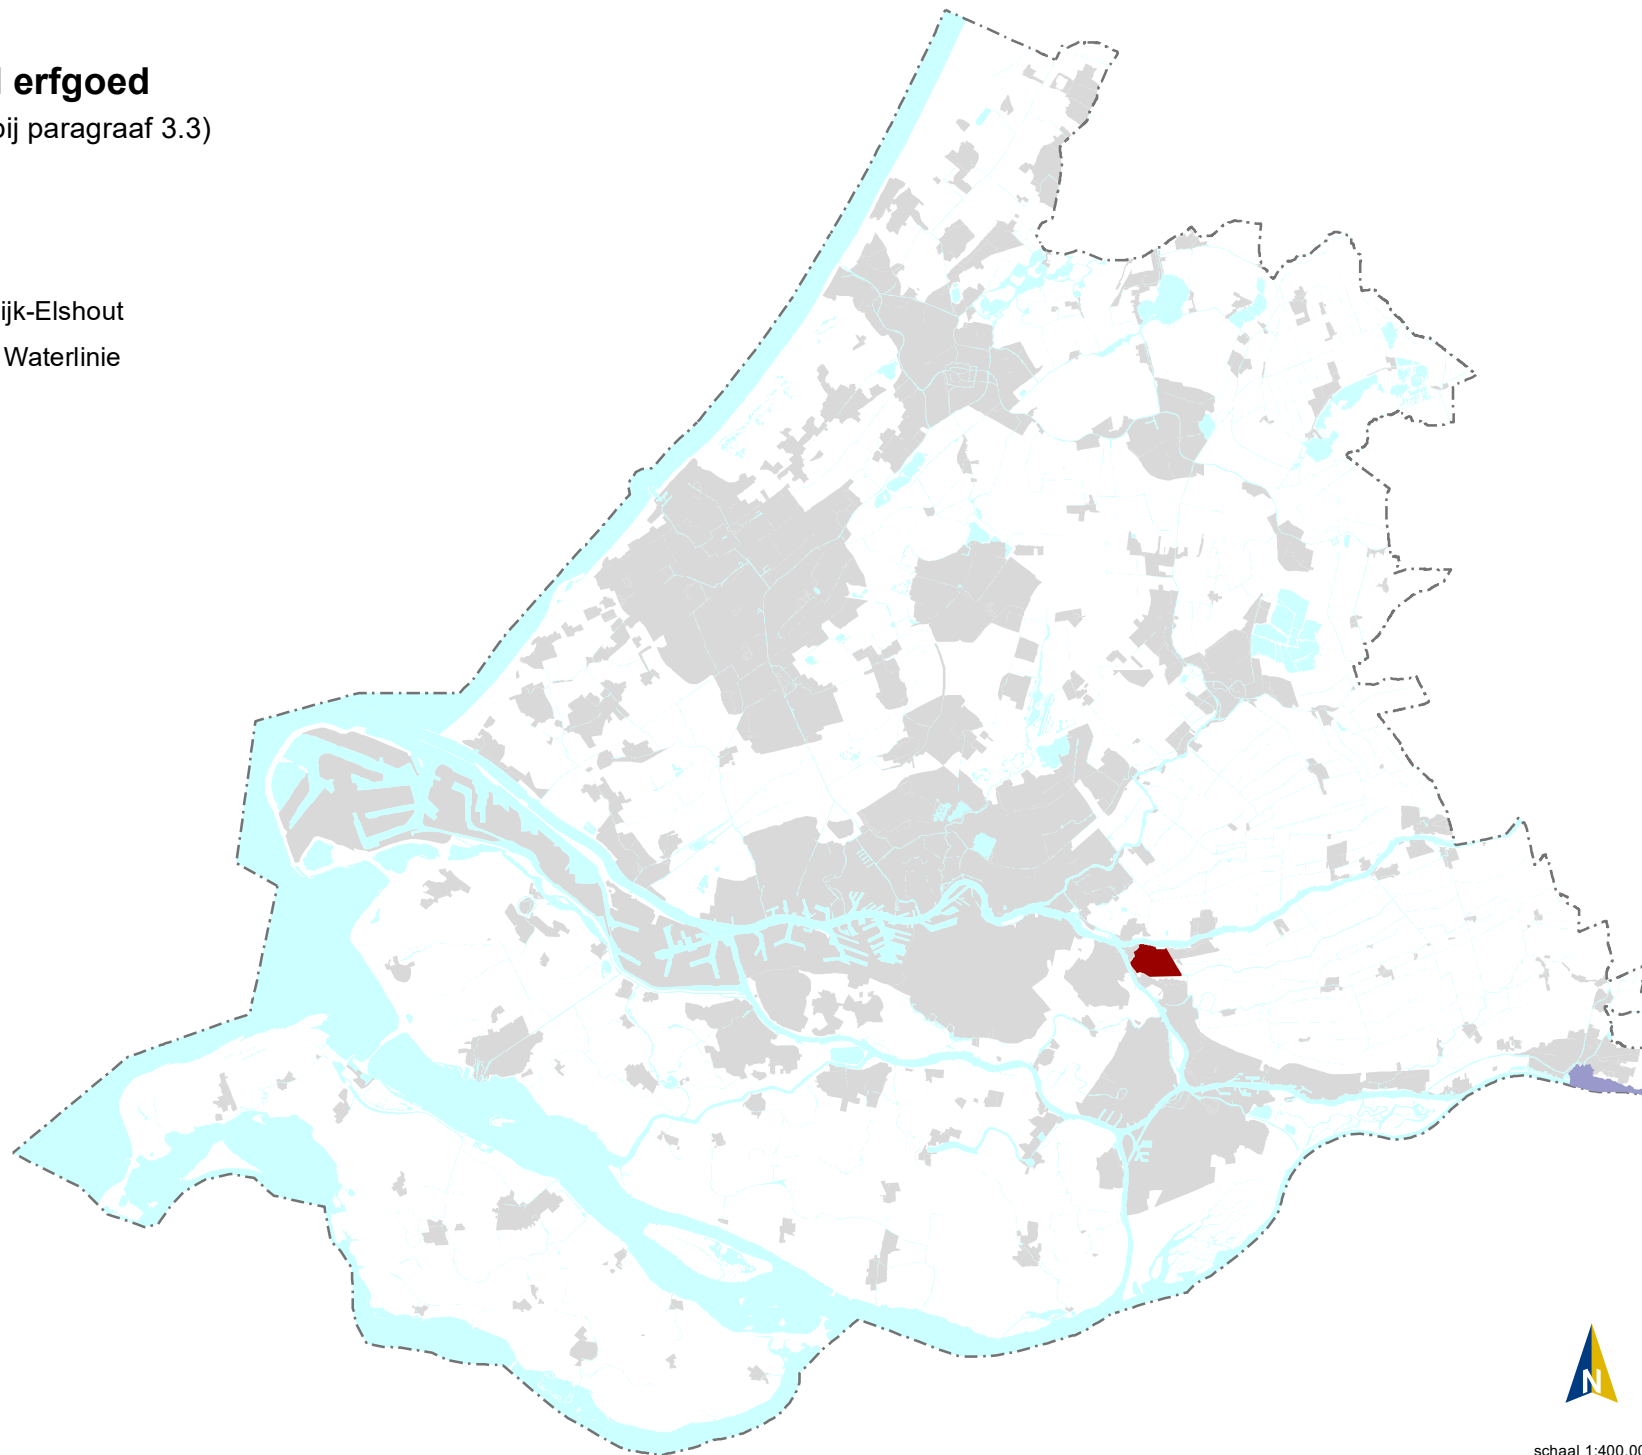 erfgoed
bij paragraaf 3.3)
ijk-Elshout
Waterlinie
N
schaal 1:400.00